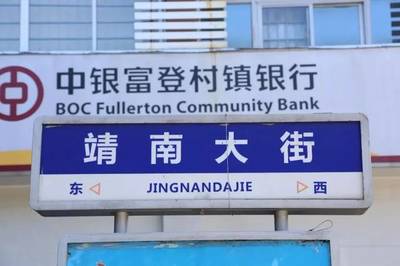 中银富登村镇银行
BOC Fullerton Community Bank
靖南大街
东 ◁ JINGNANDAJIE ▷ 西